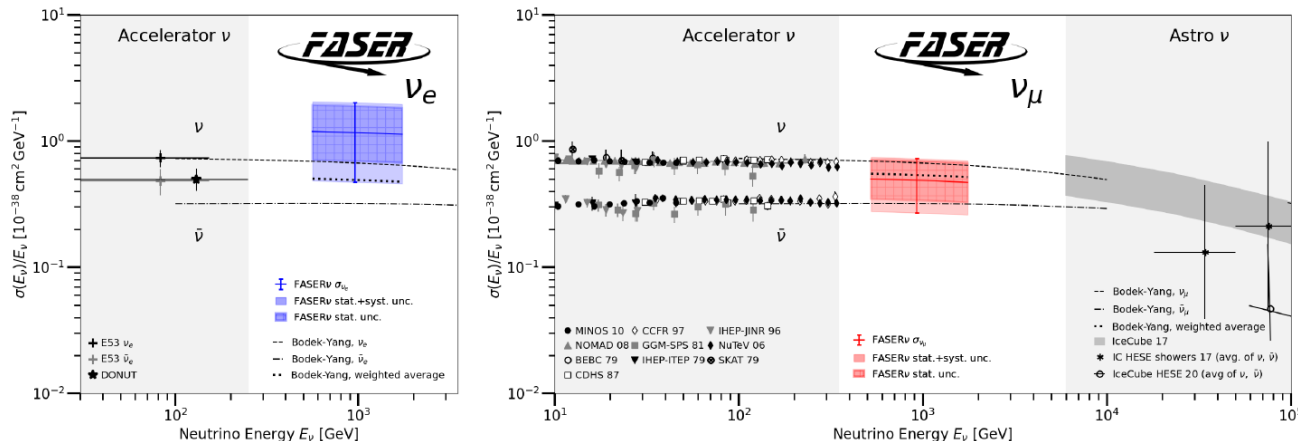 Accelerator ν
FASER
νe
ν
ν̄
E53 νe
E53 ν̄e
DONUT
FASERν σνe
FASERν stat.+syst. unc.
FASERν stat. unc.
Bodek-Yang, νe
Bodek-Yang, ν̄e
Bodek-Yang, weighted average
10¹
10⁰
10⁻¹
10⁻²
σ(Eν)/Eν [10⁻³⁸ cm² GeV⁻¹]
10²
10³
Neutrino Energy Eν [GeV]
Accelerator ν
FASER
νμ
Astro ν
ν
ν̄
MINOS 10
NOMAD 08
BEBC 79
CDHS 87
CCFR 97
GGM-SPS 81
IHEP-ITEP 79
IHEP-JINR 96
NuTeV 06
SKAT 79
FASERν σνμ
FASERν stat.+syst. unc.
FASERν stat. unc.
Bodek-Yang, νμ
Bodek-Yang, ν̄μ
Bodek-Yang, weighted average
IceCube 17
IC HESE showers 17 (avg. of ν, ν̄)
IceCube HESE 20 (avg of ν, ν̄)
10¹
10⁰
10⁻¹
10⁻²
σ(Eν)/Eν [10⁻³⁸ cm² GeV⁻¹]
10¹
10²
10³
10⁴
10⁵
Neutrino Energy Eν [GeV]